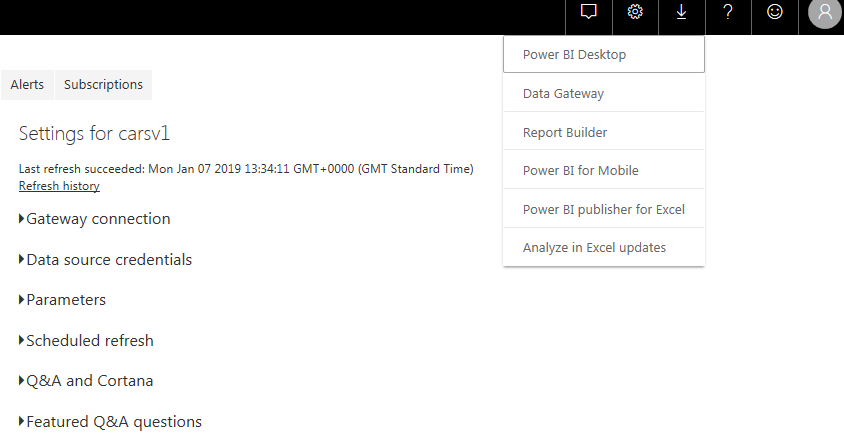 ?
Power BI Desktop
Data Gateway
Report Builder
Power BI for Mobile
Power BI publisher for Excel
Analyze in Excel updates
Alerts Subscriptions
Settings for carsv1
Last refresh succeeded: Mon Jan 07 2019 13:34:11 GMT+0000 (GMT Standard Time)
Refresh history
Gateway connection
Data source credentials
Parameters
Scheduled refresh
Q&A and Cortana
Featured Q&A questions